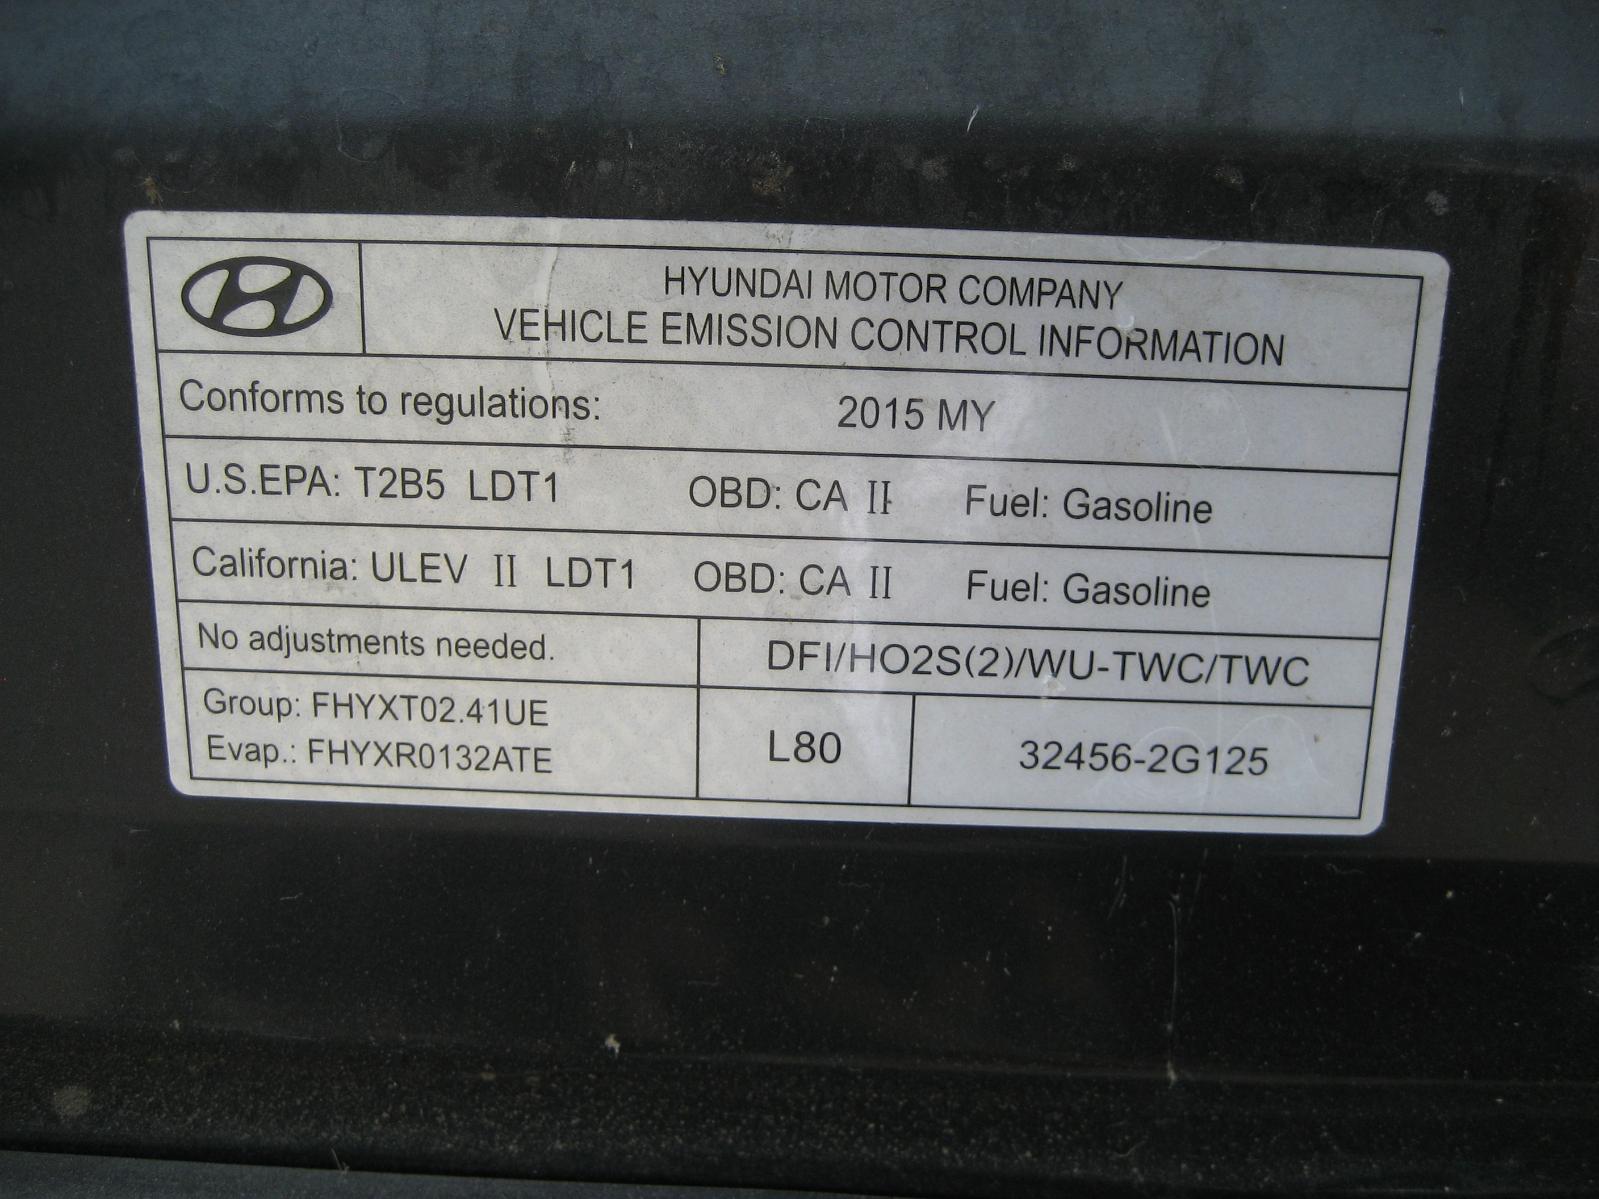 HYUNDAI MOTOR COMPANY
VEHICLE EMISSION CONTROL INFORMATION
Conforms to regulations: 2015 MY
U.S.EPA: T2B5 LDT1 OBD: CA II Fuel: Gasoline
California: ULEV II LDT1 OBD: CA II Fuel: Gasoline
No adjustments needed. DFI/HO2S(2)/WU-TWC/TWC
Group: FHYXT02.41UE
Evap.: FHYXR0132ATE
L80 32456-2G125